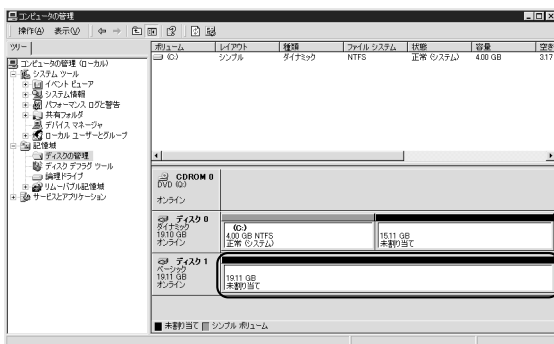 コンピュータの管理
操作(A) 表示(V)
ツリー
コンピュータの管理 (ローカル)
システム ツール
イベント ビューア
システム情報
パフォーマンス ログと警告
共有フォルダ
デバイス マネージャ
ローカル ユーザーとグループ
記憶域
ディスクの管理
ディスク デフラグ ツール
論理ドライブ
リムーバブル記憶域
サービスとアプリケーション
ボリューム レイアウト 種類 ファイル システム 状態 容量 空き
(C:) シンプル ダイナミック NTFS 正常 (システム) 4.00 GB 3.17
CDROM 0
DVD (Q:)
オンライン
ディスク 0
ダイナミック
19.10 GB
オンライン
(C:)
4.00 GB NTFS
正常 (システム)
15.11 GB
未割り当て
ディスク 1
ベーシック
19.11 GB
オンライン
19.11 GB
未割り当て
未割り当て シンプル ボリューム